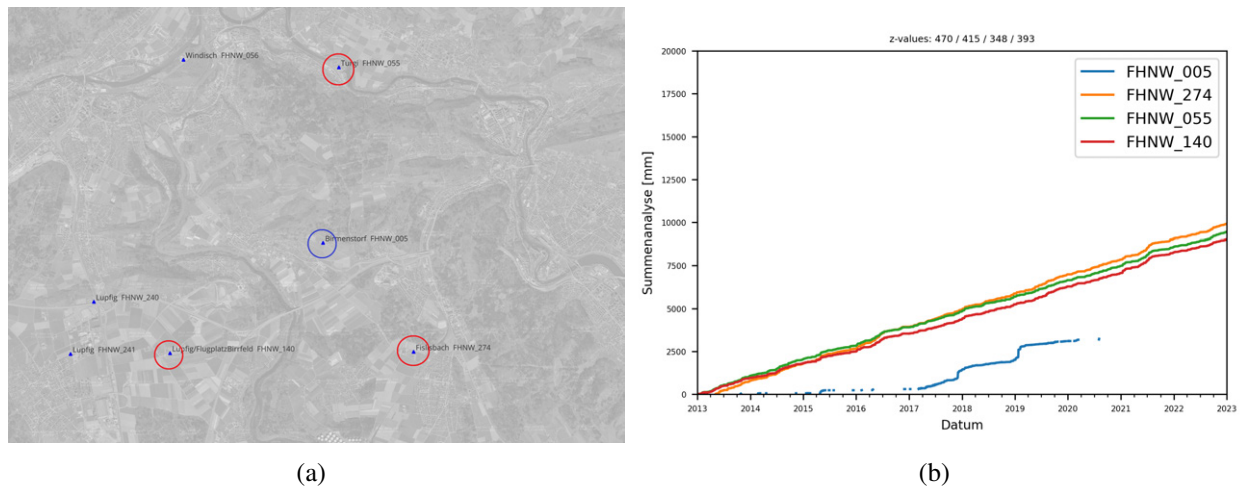 Windisch FHNW_056
Turgi FHNW_055
Birmenstorf FHNW_005
Lupfig FHNW_240
Lupfig FHNW_241
Lupfig/FlugplatzBirrfeld FHNW_140
Fislisbach FHNW_274
(a)
z-values: 470 / 415 / 348 / 393
20000
17500
15000
12500
10000
7500
5000
2500
0
Summenanalyse [mm]
FHNW_005
FHNW_274
FHNW_055
FHNW_140
2013 2014 2015 2016 2017 2018 2019 2020 2021 2022 2023
Datum
(b)